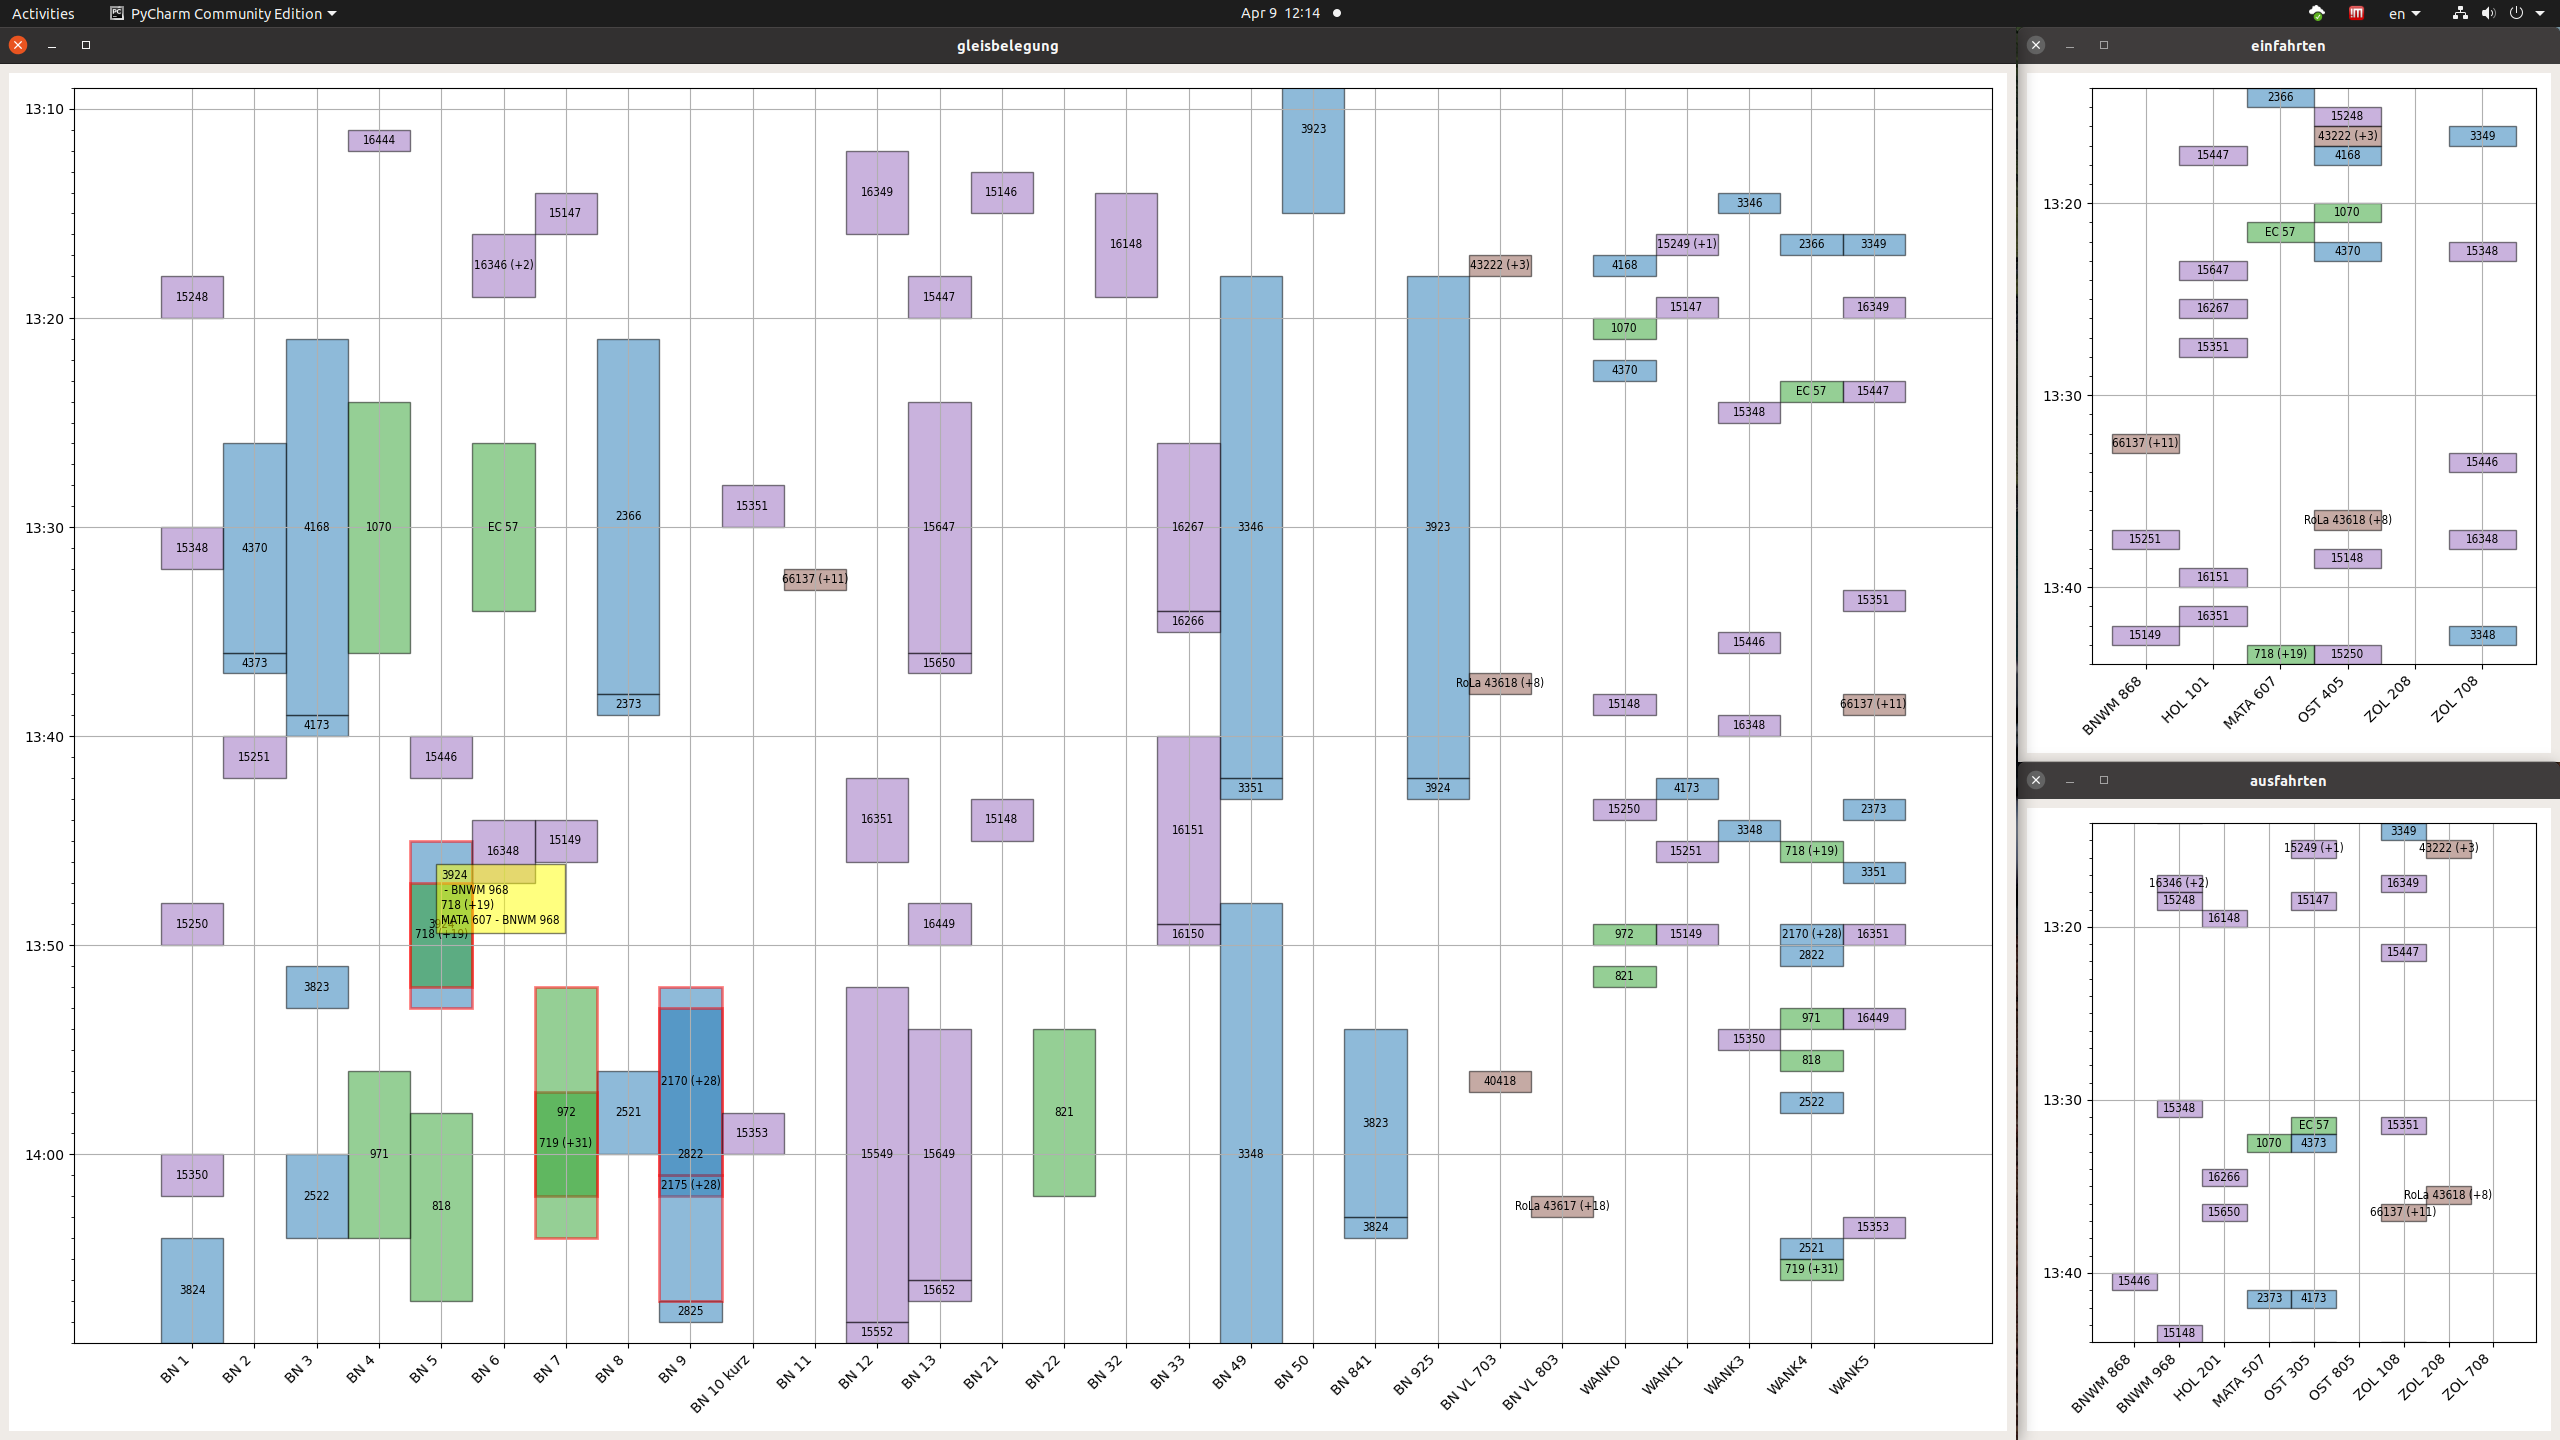 Activities
PyCharm Community Edition
Apr 9 12:14
en
gleisbelegung
13:10
13:20
13:30
13:40
13:50
14:00
3923
16444
16349
15146
15147
16148
3346
16346 (+2)
15249 (+1)
2366
3349
43222 (+3)
4168
15248
15447
15147
16349
1070
4370
EC 57
15447
15348
15351
2366
15348
4370
4168
1070
EC 57
15647
16267
3346
3923
66137 (+11)
15351
16266
15446
4373
15650
RoLa 43618 (+8)
2373
15148
66137 (+11)
4173
16348
15251
15446
3351
3924
4173
15250
2373
16351
15148
16151
3348
16348
15149
15251
718 (+19)
3351
3924
- BNWM 968
718 (+19)
MATA 607 - BNWM 968
718 (+19)
15250
16449
16150
972
15149
2170 (+28)
16351
2822
821
3823
971
16449
15350
818
2170 (+28)
40418
2522
972
2521
821
3823
15353
719 (+31)
971
2822
15549
15649
3348
15350
2175 (+28)
2522
818
RoLa 43617 (+18)
3824
15353
2521
719 (+31)
3824
15652
2825
15552
BN 1
BN 2
BN 3
BN 4
BN 5
BN 6
BN 7
BN 8
BN 9
BN 10 kurz
BN 11
BN 12
BN 13
BN 21
BN 22
BN 32
BN 33
BN 49
BN 50
BN 841
BN 925
BN VL 703
BN VL 803
WANK0
WANK1
WANK3
WANK4
WANK5
einfahrten
13:20
13:30
13:40
2366
15248
43222 (+3)
3349
15447
4168
1070
EC 57
4370
15348
15647
16267
15351
66137 (+11)
15446
RoLa 43618 (+8)
15251
16348
15148
16151
16351
15149
3348
718 (+19)
15250
BNWM 868
HOL 101
MATA 607
OST 405
ZOL 208
ZOL 708
ausfahrten
13:20
13:30
13:40
3349
15249 (+1)
43222 (+3)
16346 (+2)
16349
15248
15147
16148
15447
15348
EC 57
15351
1070
4373
16266
RoLa 43618 (+8)
15650
66137 (+11)
15446
2373
4173
15148
BNWM 868
BNWM 968
HOL 201
MATA 507
OST 305
OST 805
ZOL 108
ZOL 208
ZOL 708